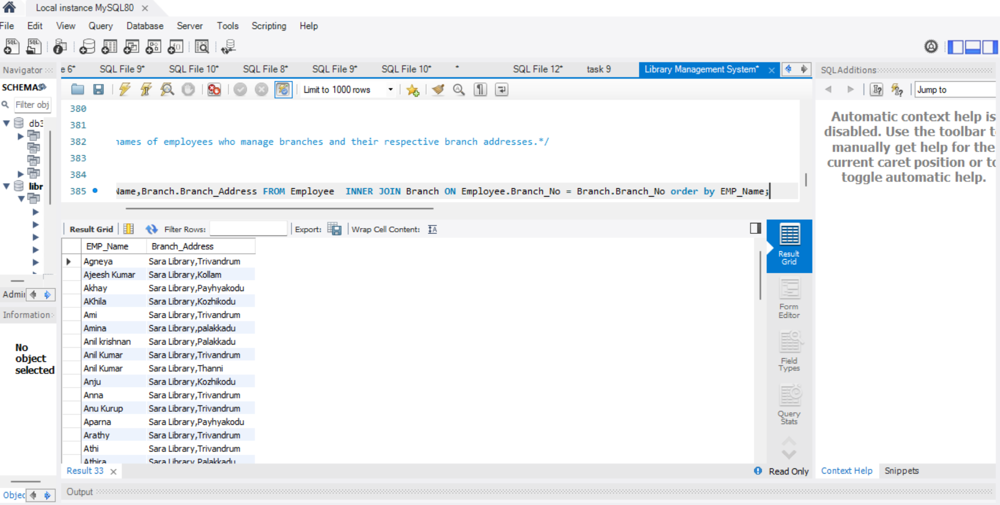 Local instance MySQL80
File Edit View Query Database Server Tools Scripting Help
Navigator
e 6* SQL File 9* SQL File 10* SQL File 8* SQL File 9* SQL File 10* * SQL File 12* task 9 Library Management System*
SQLAdditions
SCHEMAS
Limit to 1000 rows
Jump to
Filter obj
db3
libr
380
381
382 names of employees who manage branches and their respective branch addresses.*/
383
384
385 Name,Branch.Branch_Address FROM Employee INNER JOIN Branch ON Employee.Branch_No = Branch.Branch_No order by EMP_Name;
Automatic context help is
disabled. Use the toolbar t
manually get help for the
current caret position or to
toggle automatic help.
Result Grid Filter Rows: Export: Wrap Cell Content:
EMP_Name Branch_Address
Agneya Sara Library,Trivandrum
Ajeesh Kumar Sara Library,Kollam
Akhay Sara Library,Payhyakodu
AKhila Sara Library,Kozhikodu
Ami Sara Library,Trivandrum
Amina Sara Library,palakkadu
Anil krishnan Sara Library,Palakkadu
Anil Kumar Sara Library,Trivandrum
Anil Kumar Sara Library,Thanni
Anju Sara Library,Kozhikodu
Anna Sara Library,Trivandrum
Anu Kurup Sara Library,Trivandrum
Aparna Sara Library,Payhyakodu
Arathy Sara Library,Trivandrum
Athi Sara Library,Trivandrum
Athira Sara Library,Palakkadu
Result
Grid
Form
Editor
Field
Types
Query
Stats
Admi
Information
No
object
selected
Result 33
Read Only
Context Help Snippets
Objec
Output